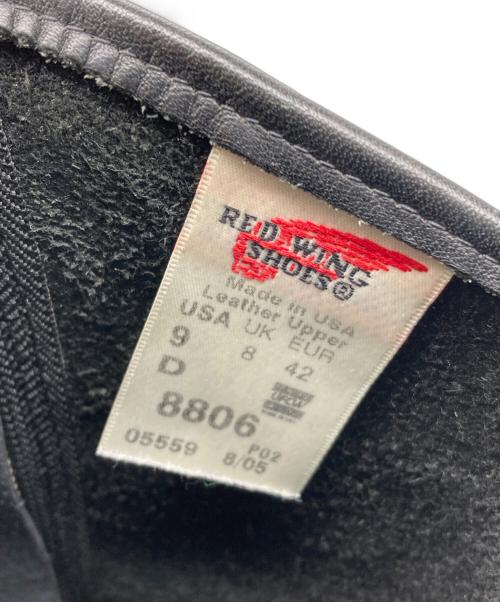 RED WING
SHOES®
Made in USA
Leather Upper
USA UK EUR
9 8 42
D
8806
05559 P02
8/05